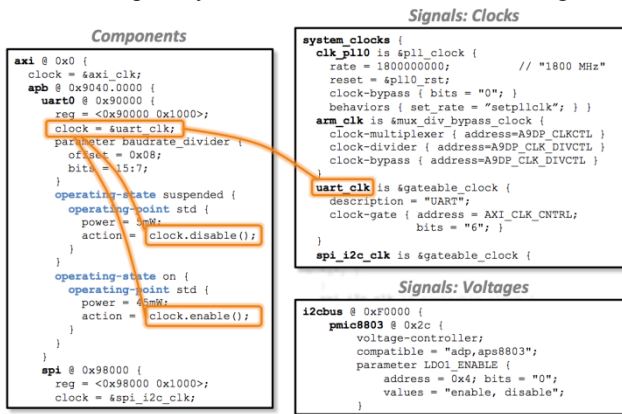 Components
axi @ 0x0 {
clock = &axi_clk;
apb @ 0x9040.0000 {
uart0 @ 0x90000 {
reg = <0x90000 0x1000>;
clock = &uart_clk;
parameter baudrate_divider {
offset = 0x08;
bits = 15:7;
}
operating-state suspended {
operating-point std {
power = 5mW;
action = clock.disable();
}
}
operating-state on {
operating-point std {
power = 45mW;
action = clock.enable();
}
}
}
spi @ 0x98000 {
reg = <0x98000 0x1000>;
clock = &spi_i2c_clk;
Signals: Clocks
system_clocks {
clk_pll0 is &pll_clock {
rate = 1800000000; // "1800 MHz"
reset = &pll0_rst;
clock-bypass { bits = "0"; }
behaviors { set_rate = "setpllclk"; } }
arm_clk is &mux_div_bypass_clock {
clock-multiplexer { address=A9DP_CLKCTL }
clock-divider { address=A9DP_CLK_DIVCTL }
clock-bypass { address=A9DP_CLK_DIVCTL }
}
uart_clk is &gateable_clock {
description = "UART";
clock-gate { address = AXI_CLK_CNTRL;
bits = "6"; }
}
spi_i2c_clk is &gateable_clock {
Signals: Voltages
i2cbus @ 0xF0000 {
pmic8803 @ 0x2c {
voltage-controller;
compatible = "adp,aps8803";
parameter LDO1_ENABLE {
address = 0x4; bits = "0";
values = "enable, disable";
}